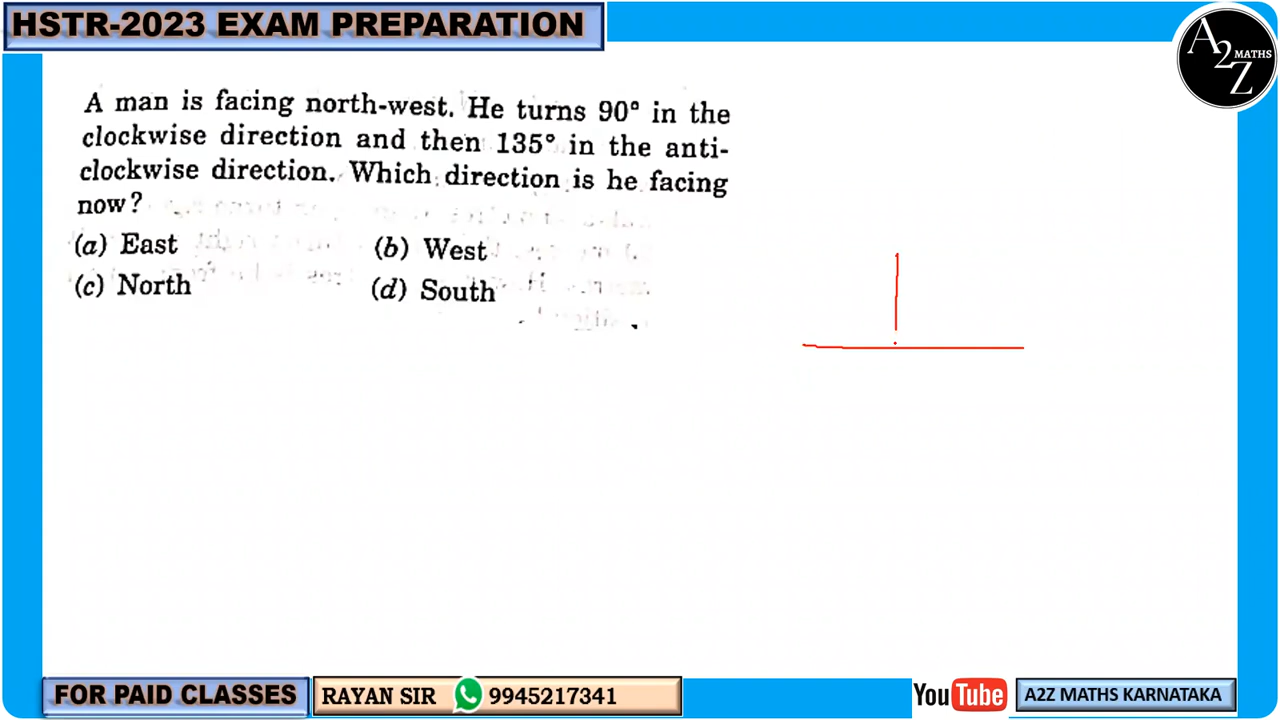 HSTR-2023 EXAM PREPARATION
A2Z MATHS
A man is facing north-west. He turns 90° in the
clockwise direction and then 135° in the anti-
clockwise direction. Which direction is he facing
now?
(a) East (b) West
(c) North (d) South
FOR PAID CLASSES
RAYAN SIR 9945217341
YouTube
A2Z MATHS KARNATAKA